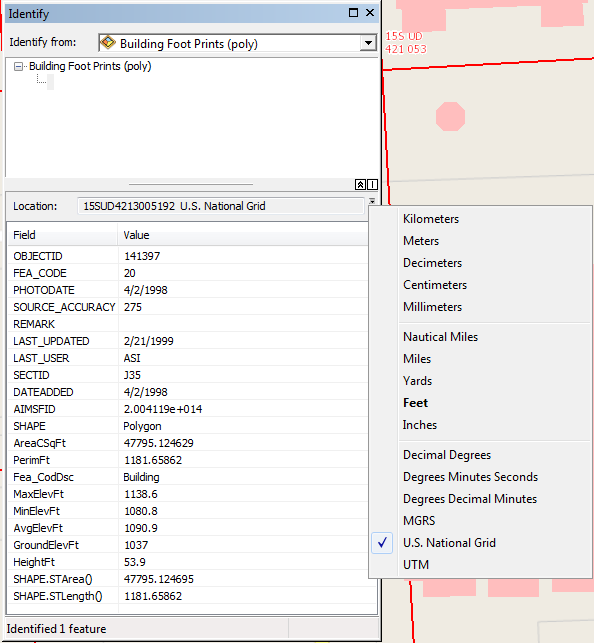 Identify
Identify from: Building Foot Prints (poly)
Building Foot Prints (poly)
15S UD
421 053
Location: 15SUD4213005192 U.S. National Grid
Field Value
OBJECTID 141397
FEA_CODE 20
PHOTODATE 4/2/1998
SOURCE_ACCURACY 275
REMARK
LAST_UPDATED 2/21/1999
LAST_USER ASI
SECTID J35
DATEADDED 4/2/1998
AIMSFID 2.004119e+014
SHAPE Polygon
AreaCSqFt 47795.124629
PerimFt 1181.65862
Fea_CodDsc Building
MaxElevFt 1138.6
MinElevFt 1080.8
AvgElevFt 1090.9
GroundElevFt 1037
HeightFt 53.9
SHAPE.STArea() 47795.124695
SHAPE.STLength() 1181.65862
Identified 1 feature
Kilometers
Meters
Decimeters
Centimeters
Millimeters
Nautical Miles
Miles
Yards
Feet
Inches
Decimal Degrees
Degrees Minutes Seconds
Degrees Decimal Minutes
MGRS
U.S. National Grid
UTM